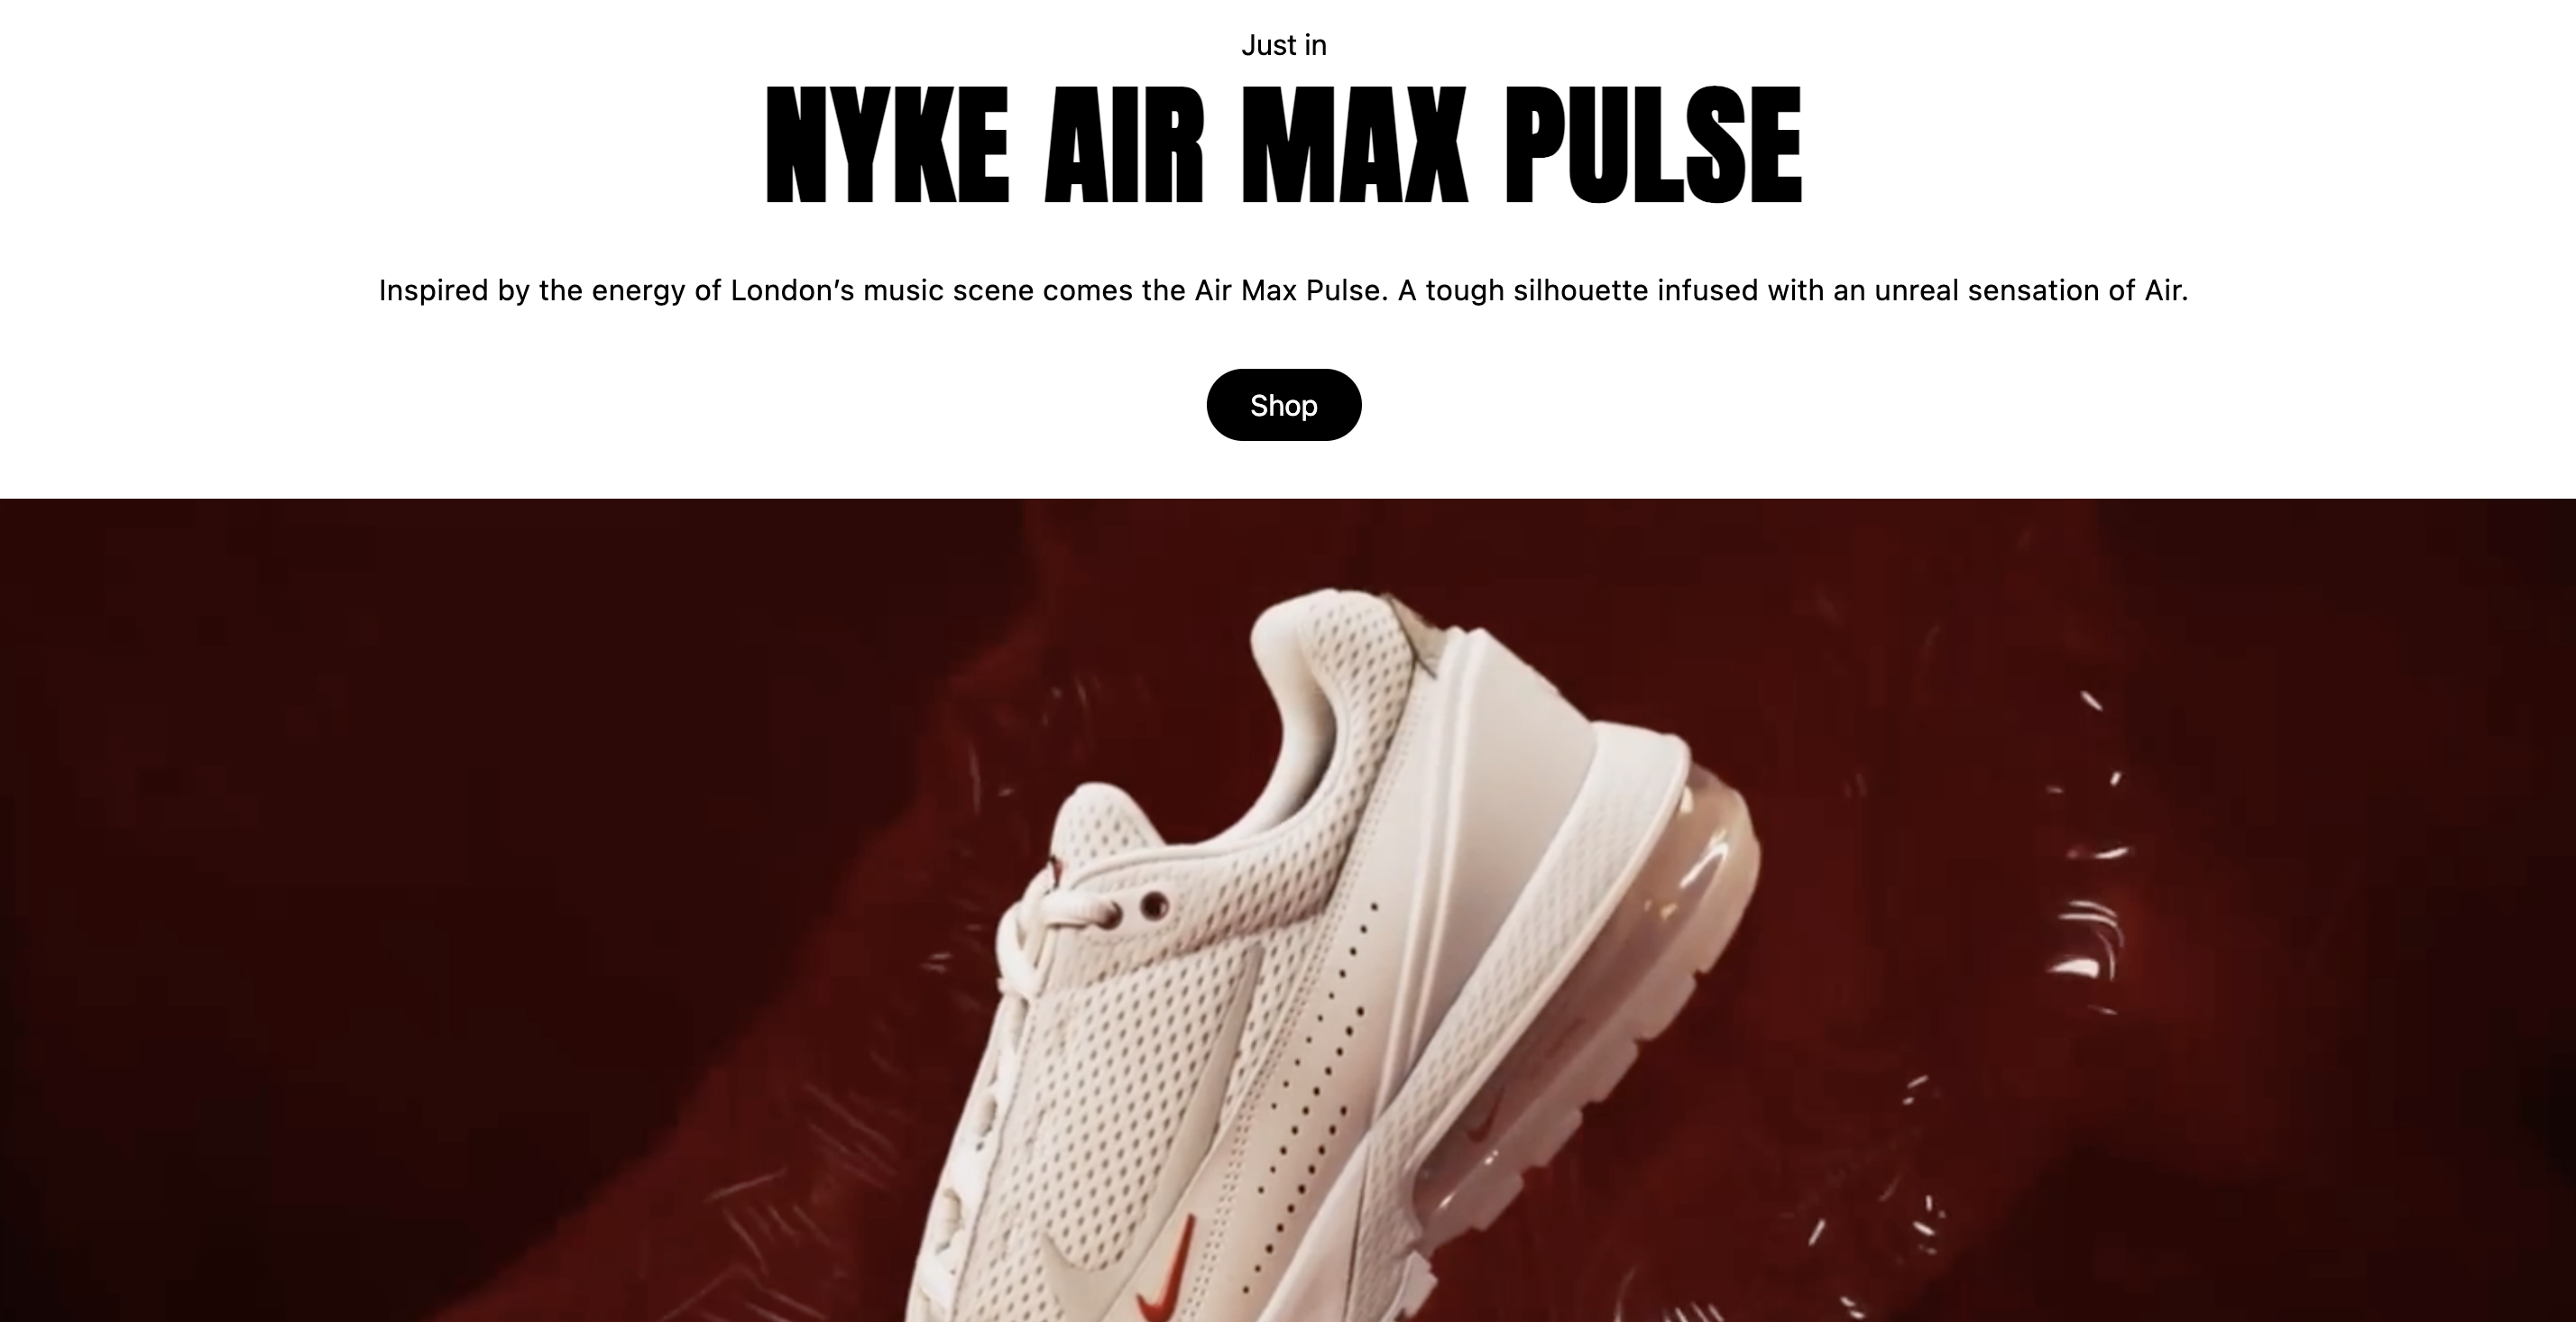 Just in
NYKE AIR MAX PULSE
Inspired by the energy of London’s music scene comes the Air Max Pulse. A tough silhouette infused with an unreal sensation of Air.
Shop